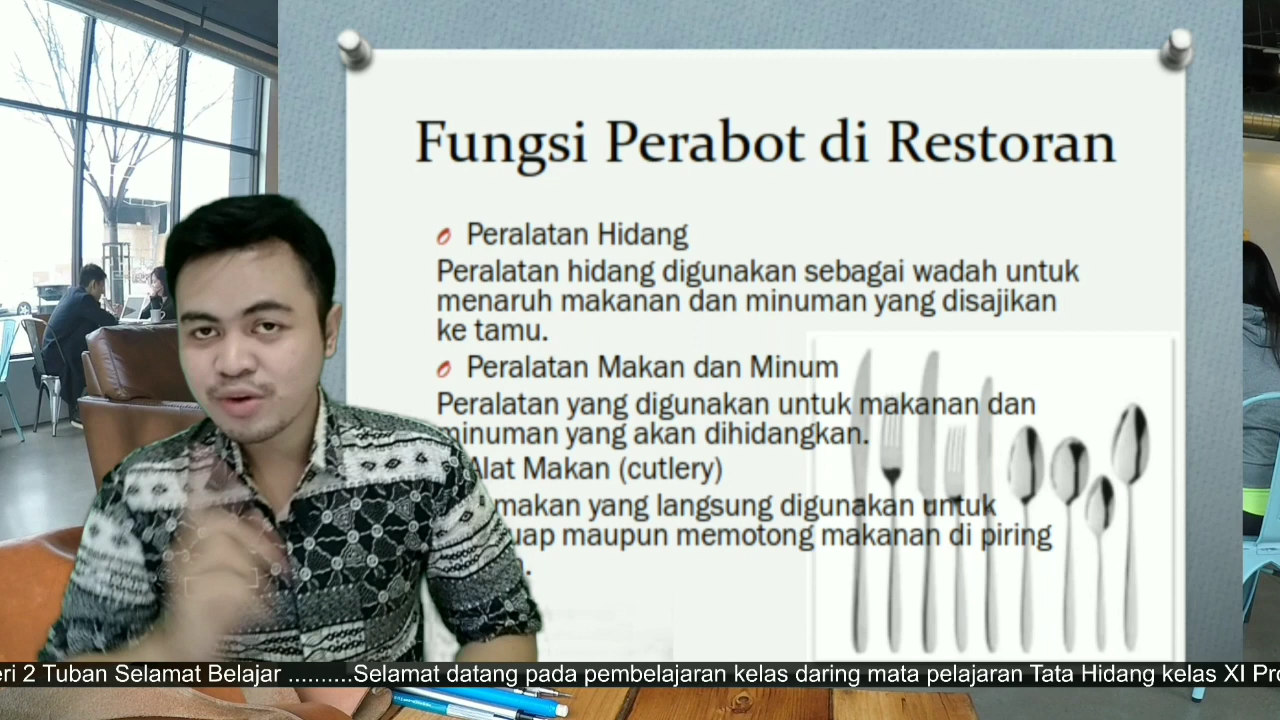 Fungsi Perabot di Restoran
Peralatan Hidang
Peralatan hidang digunakan sebagai wadah untuk
menaruh makanan dan minuman yang disajikan
ke tamu.
Peralatan Makan dan Minum
Peralatan yang digunakan untuk makanan dan
minuman yang akan dihidangkan.
Alat Makan (cutlery)
makan yang langsung digunakan untuk
maupun memotong makanan di piring
2 Tuban Selamat Belajar ..........Selamat datang pada pembelajaran kelas daring mata pelajaran Tata Hidang kelas XI